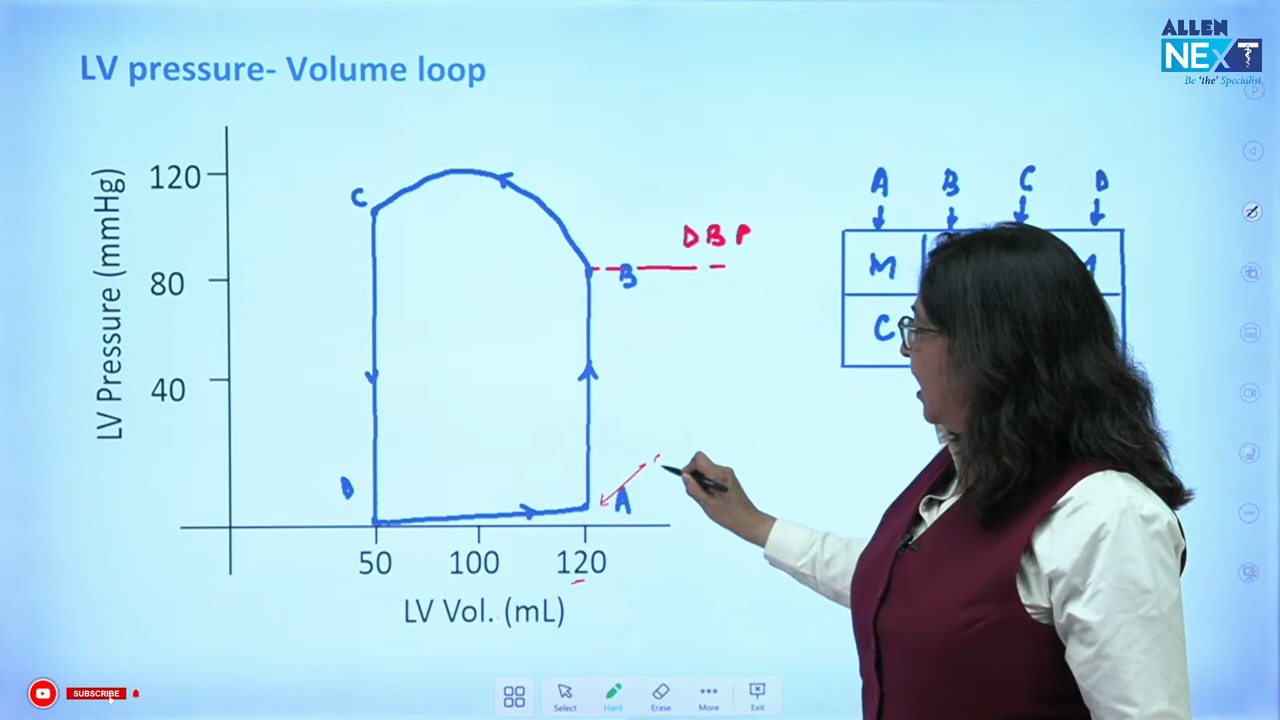 ALLEN
NEXT
Be 'the' Specialist
LV pressure- Volume loop
LV Pressure (mmHg)
120
80
40
C
B
D
A
DBP
50
100
120
LV Vol. (mL)
A B C D
M
C
SUBSCRIBE
Select
Hard
Erase
More
Exit